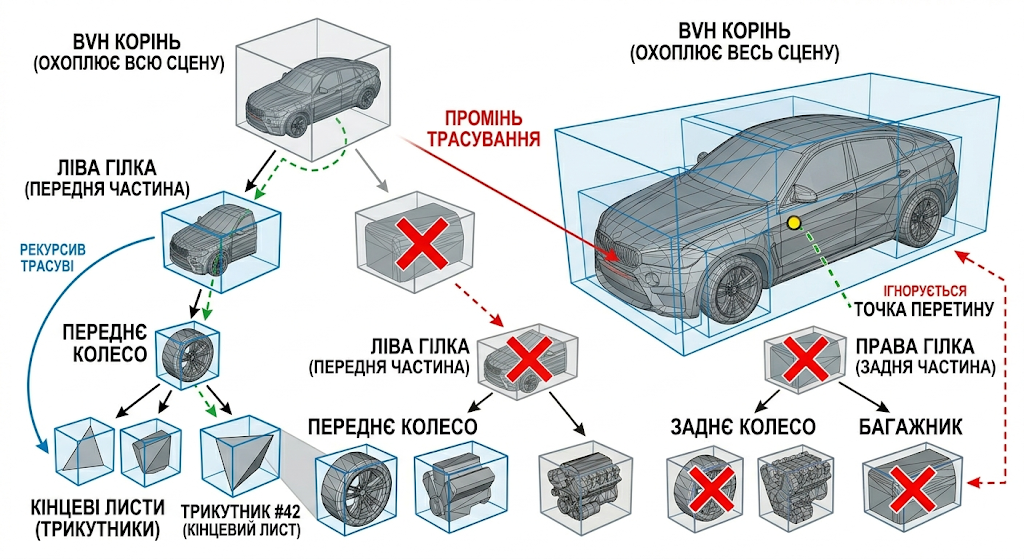 BVH КОРІНЬ
(ОХОПЛЮЄ ВСЮ СЦЕНУ)
BVH КОРІНЬ
(ОХОПЛЮЄ ВЕСЬ СЦЕНУ)
ПРОМІНЬ
ТРАСУВАННЯ
ЛІВА ГІЛКА
(ПЕРЕДНЯ ЧАСТИНА)
РЕКУРСИВ
ТРАСУВІ
ІГНОРУЄТЬСЯ
ТОЧКА ПЕРЕТИНУ
ПЕРЕДНЄ
КОЛЕСО
ЛІВА ГІЛКА
(ПЕРЕДНЯ ЧАСТИНА)
ПРАВА ГІЛКА
(ЗАДНЯ ЧАСТИНА)
ПЕРЕДНЄ КОЛЕСО
ЗАДНЄ КОЛЕСО
БАГАЖНИК
КІНЦЕВІ ЛИСТИ
(ТРИКУТНИКИ)
ТРИКУТНИК #42
(КІНЦЕВИЙ ЛИСТ)